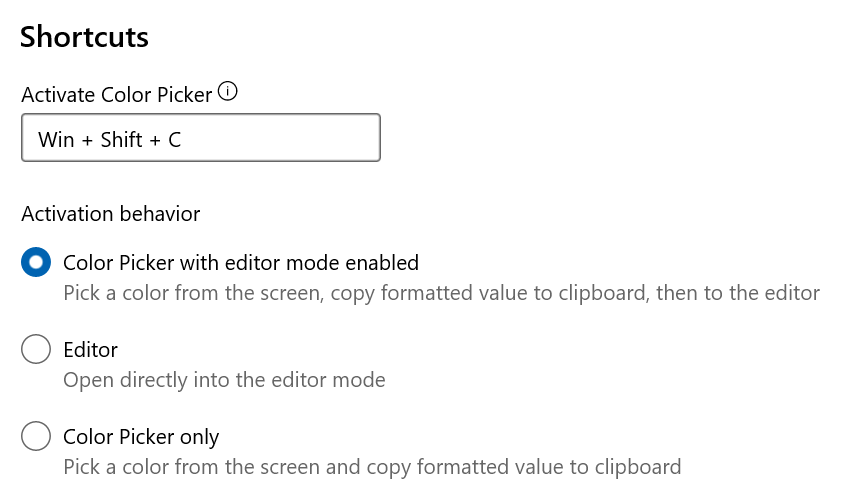 Shortcuts
Activate Color Picker
Win + Shift + C
Activation behavior
Color Picker with editor mode enabled
Pick a color from the screen, copy formatted value to clipboard, then to the editor
Editor
Open directly into the editor mode
Color Picker only
Pick a color from the screen and copy formatted value to clipboard